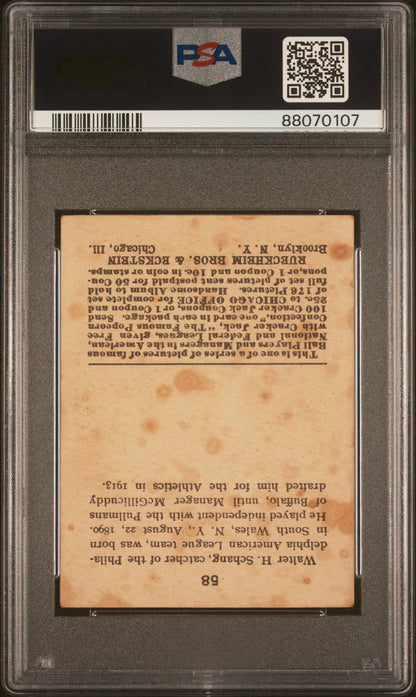 PSA
88070107
58
Walter H. Schang, catcher of the Phila-
delphia American League team, was born
in South Wales, N. Y., August 22, 1890.
He played independent with the Pullmans
of Buffalo, until Manager McGillicuddy
drafted him for the Athletics in 1913.
This is one of a series of pictures of famous
Ball Players and Managers in the American,
National and Federal Leagues, given Free
with Cracker Jack, "The Famous Popcorn
Confection," one card in each package. Send
100 Cracker Jack Coupons, or 1 Coupon and
25c. to CHICAGO OFFICE for complete set
of 176 Pictures. Handsome Album to hold
full set of pictures sent postpaid for 50 Cou-
pons, or 1 Coupon and 10c. in coin or stamps.
RUECKHEIM BROS. & ECKSTEIN
Brooklyn, N. Y. Chicago, Ill.